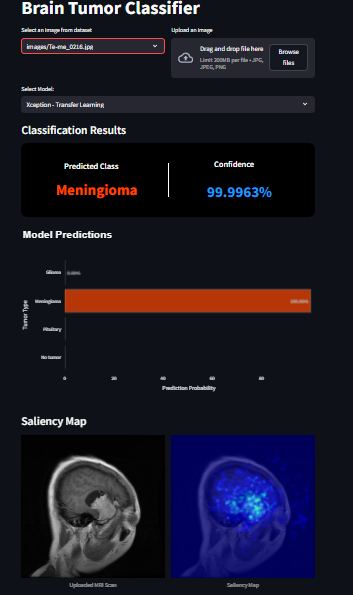 Brain Tumor Classifier
Select an image from dataset
Upload an image
images/Te-me_0216.jpg
Drag and drop file here
Limit 200MB per file • JPG,
JPEG, PNG
Browse
files
Select Model:
Xception - Transfer Learning
Classification Results
Predicted Class
Confidence
Meningioma
99.9963%
Model Predictions
Tumor Type
Glioma
0.00%
Meningioma
100.00%
Pituitary
No tumor
0
20
40
60
80
Prediction Probability
Saliency Map
Uploaded MRI Scan
Saliency Map